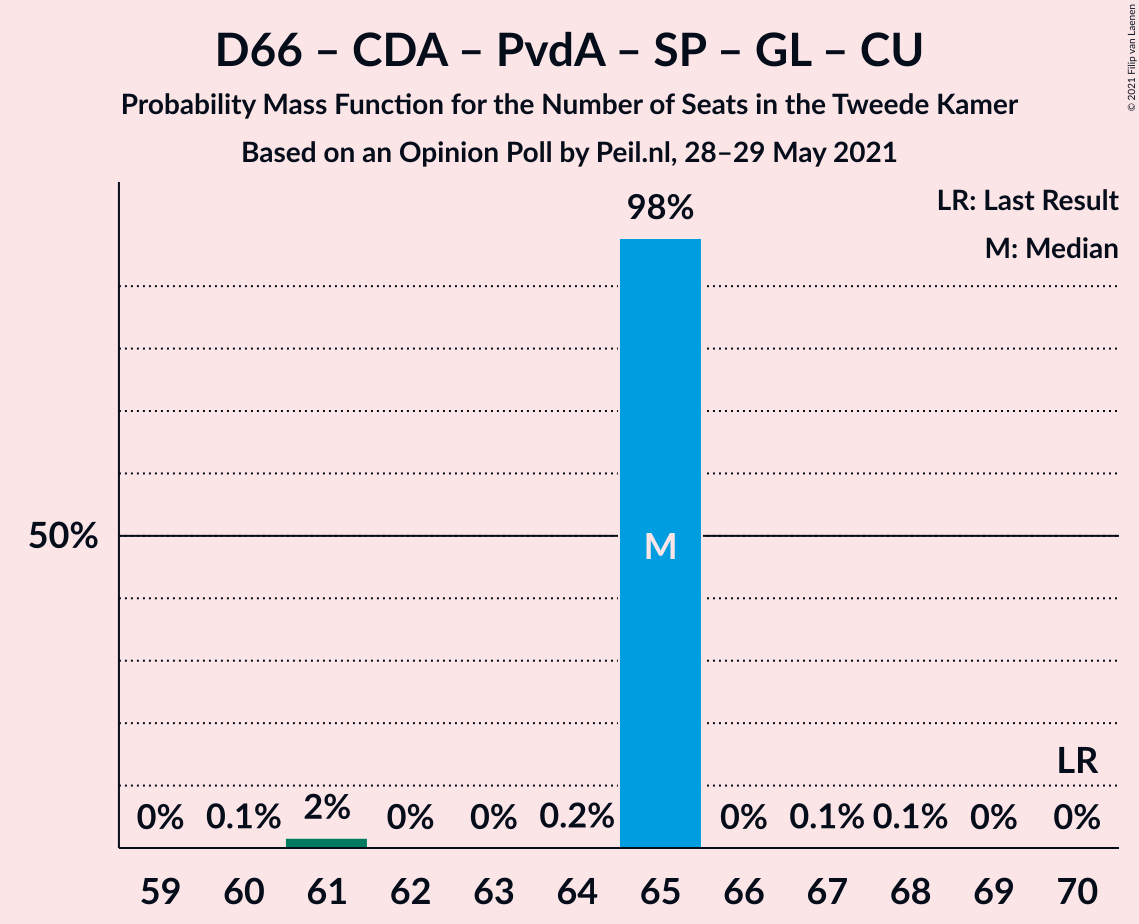 D66 – CDA – PvdA – SP – GL – CU
Probability Mass Function for the Number of Seats in the Tweede Kamer
Based on an Opinion Poll by Peil.nl, 28–29 May 2021
© 2021 Filip van Laenen
LR: Last Result
M: Median
98%
50%
M
LR
0% 0.1% 2% 0% 0% 0.2% 0% 0.1% 0.1% 0% 0%
59 60 61 62 63 64 65 66 67 68 69 70